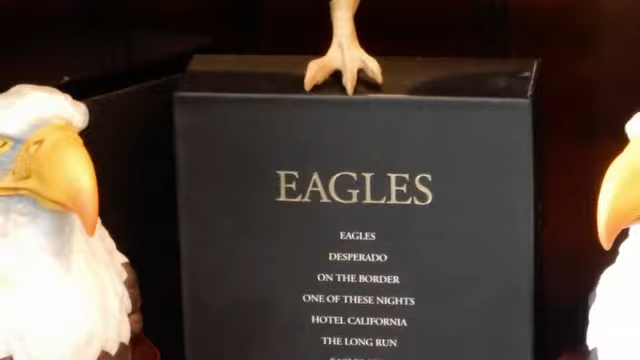 EAGLES
EAGLES
DESPERADO
ON THE BORDER
ONE OF THESE NIGHTS
HOTEL CALIFORNIA
THE LONG RUN